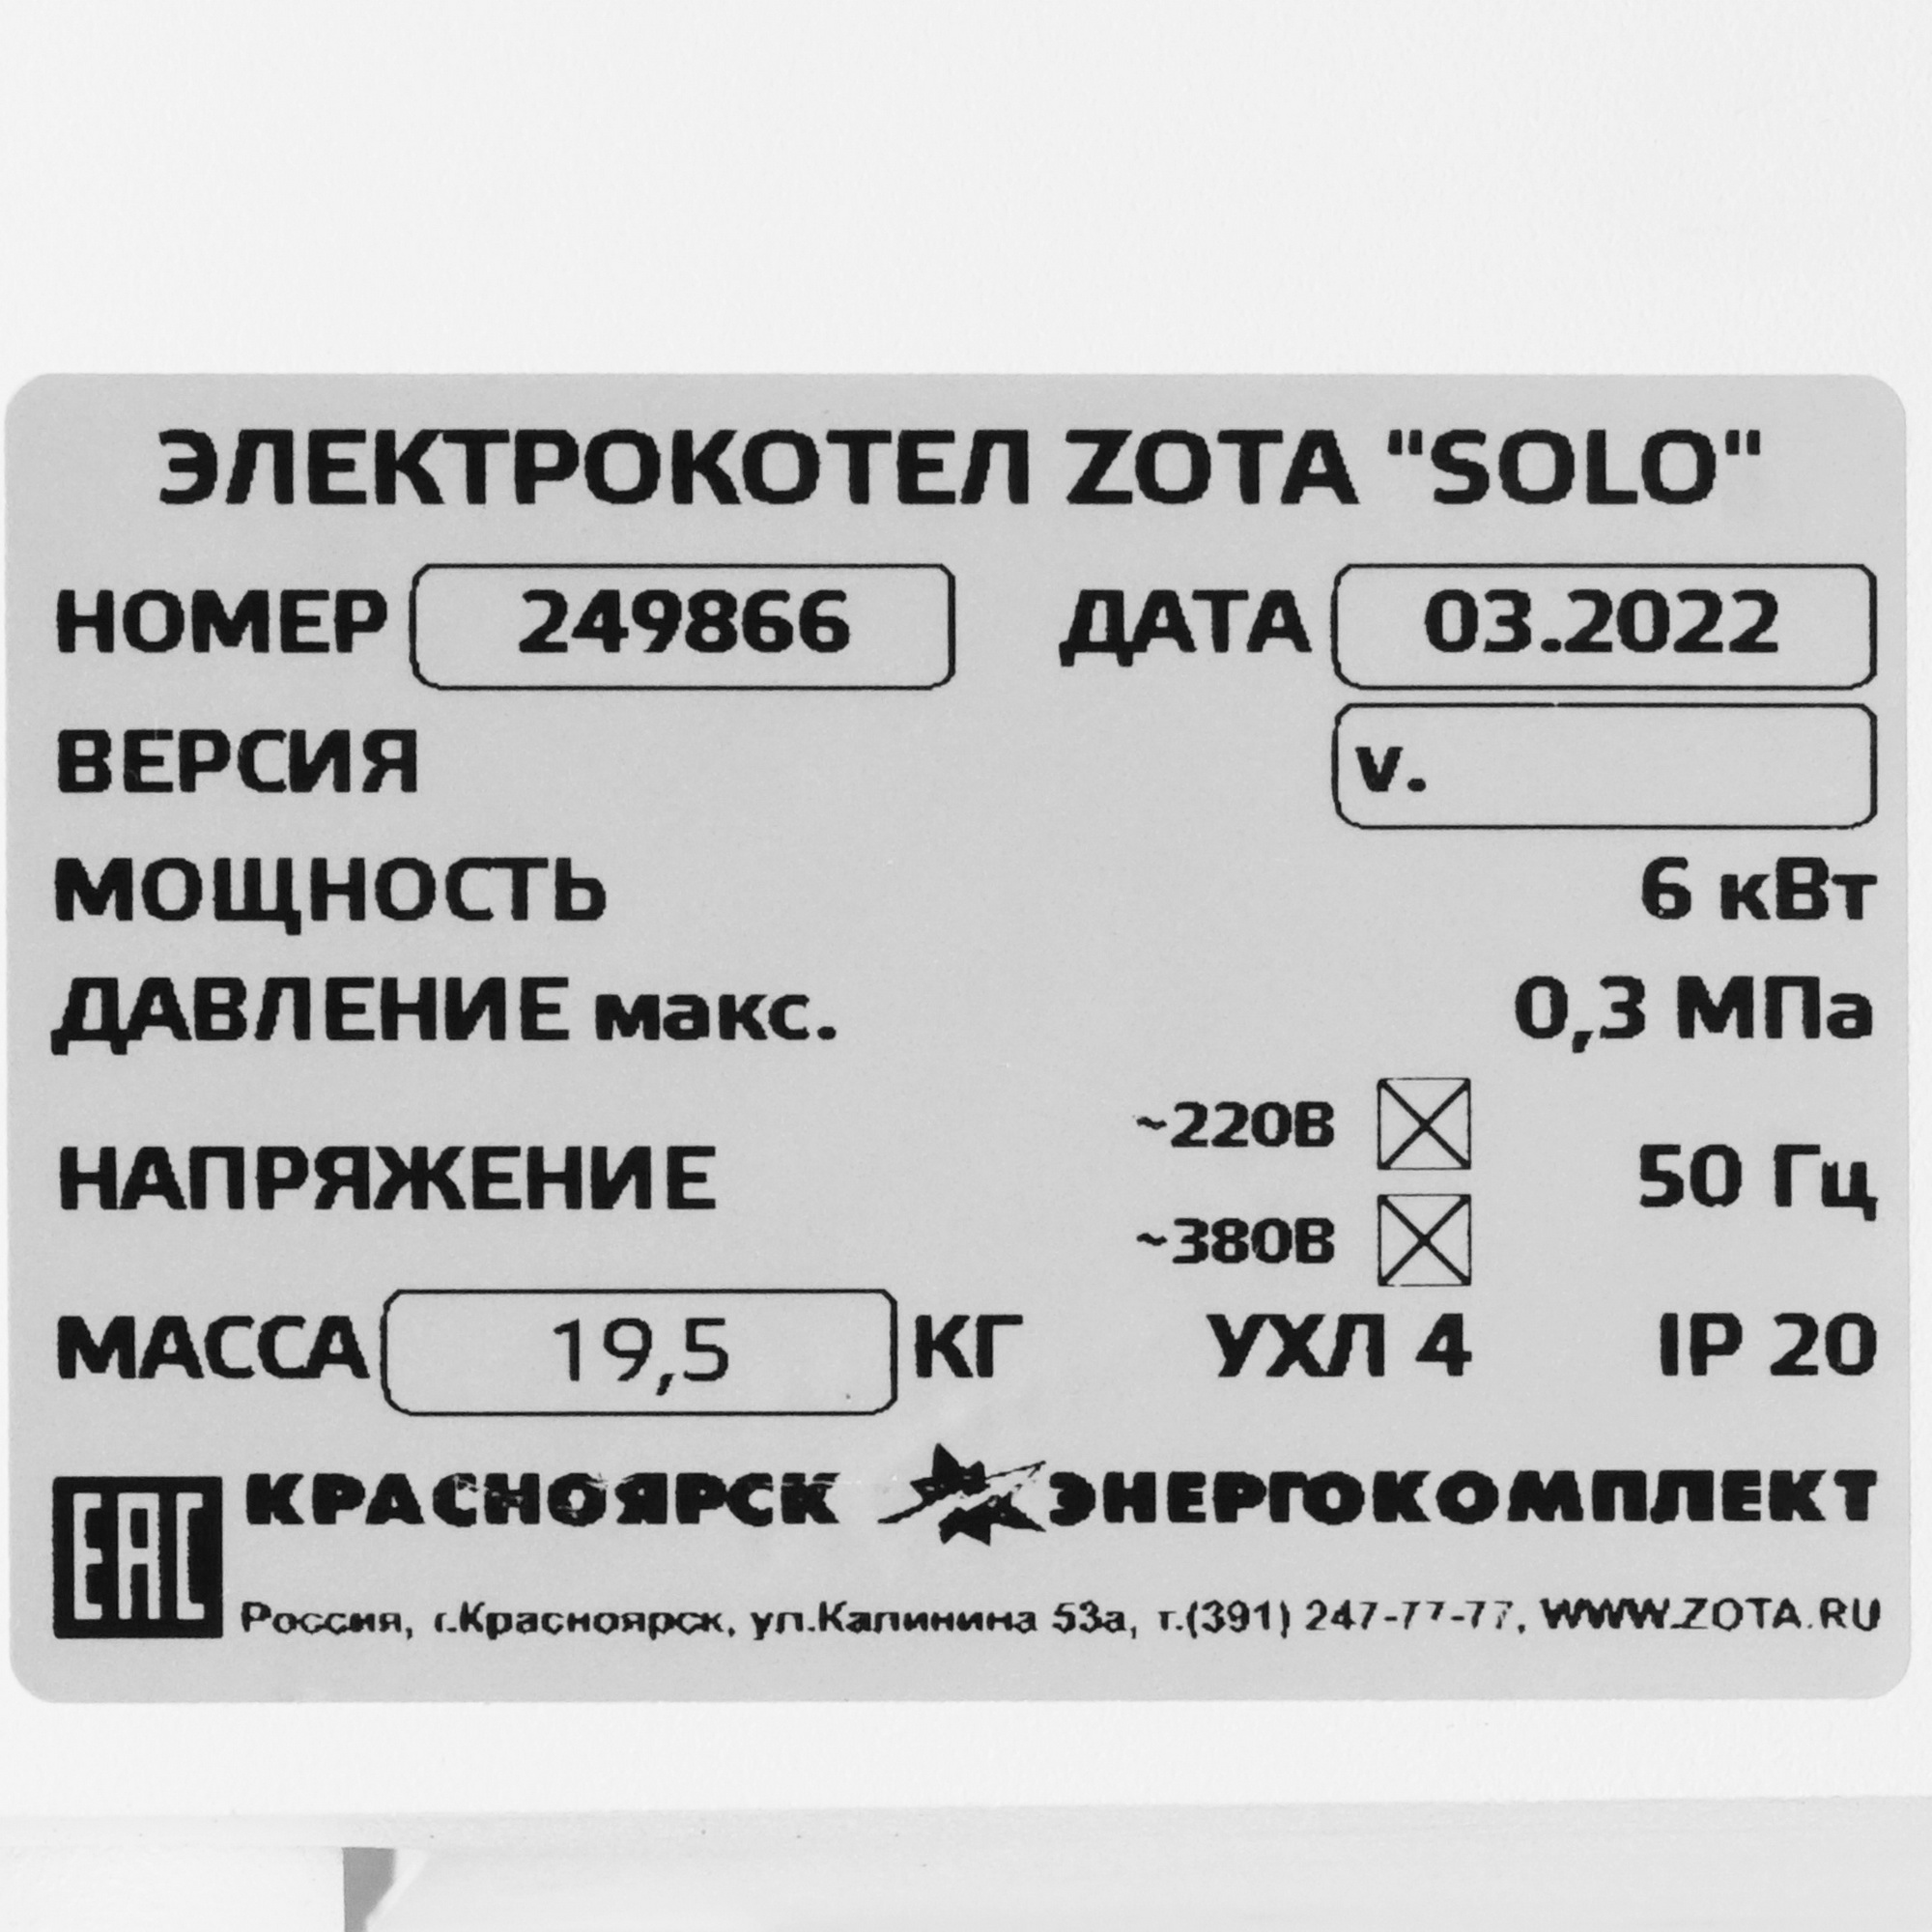 ЭЛЕКТРОКОТЕЛ ZOTA "SOLO"
НОМЕР 249866 ДАТА 03.2022
ВЕРСИЯ v.
МОЩНОСТЬ 6 кВт
ДАВЛЕНИЕ макс. 0,3 МПа
~220В
НАПРЯЖЕНИЕ 50 Гц
~380В
МАССА 19,5 КГ УХЛ 4 IP 20
EAC КРАСНОЯРСК ЭНЕРГОКОМПЛЕКТ
Россия, г.Красноярск, ул.Калинина 53а, т.(391) 247-77-77, WWW.ZOTA.RU